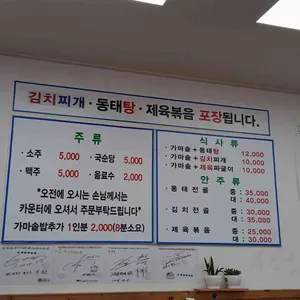 김치찌개·동태탕·제육볶음 포장됩니다.
주류
·소주 5,000 ·국순당 5,000
·맥주 5,000 ·음료수 2,000
"오전에 오시는 손님께서는
카운터에 오셔서 주문부탁드립니다"
가마솥밥추가 1인분 2,000(8분소요)
식사류
·가마솥+동태탕 12,000
·가마솥+김치찌개 10,000
·가마솥+제육
안주류
·동태전골 중:35,000
대:40,000
·김치전골 중:30,000
대:35,000
·제육볶음 중:25,000
대:30,000